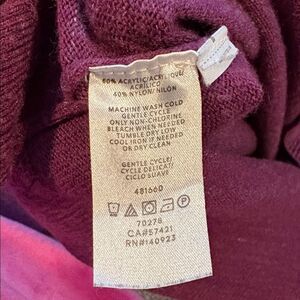 60% ACRYLIC/ACRYLIQUE/
ACRILICO
40% NYLON/NILÓN
MACHINE WASH COLD
GENTLE CYCLE
ONLY NON-CHLORINE
BLEACH WHEN NEEDED
TUMBLE DRY LOW
COOL IRON IF NEEDED
OR DRY CLEAN
GENTLE CYCLE/
CYCLE DELICAT/
CICLO SUAVE
481660
P
70278
CA#57421
RN#140923